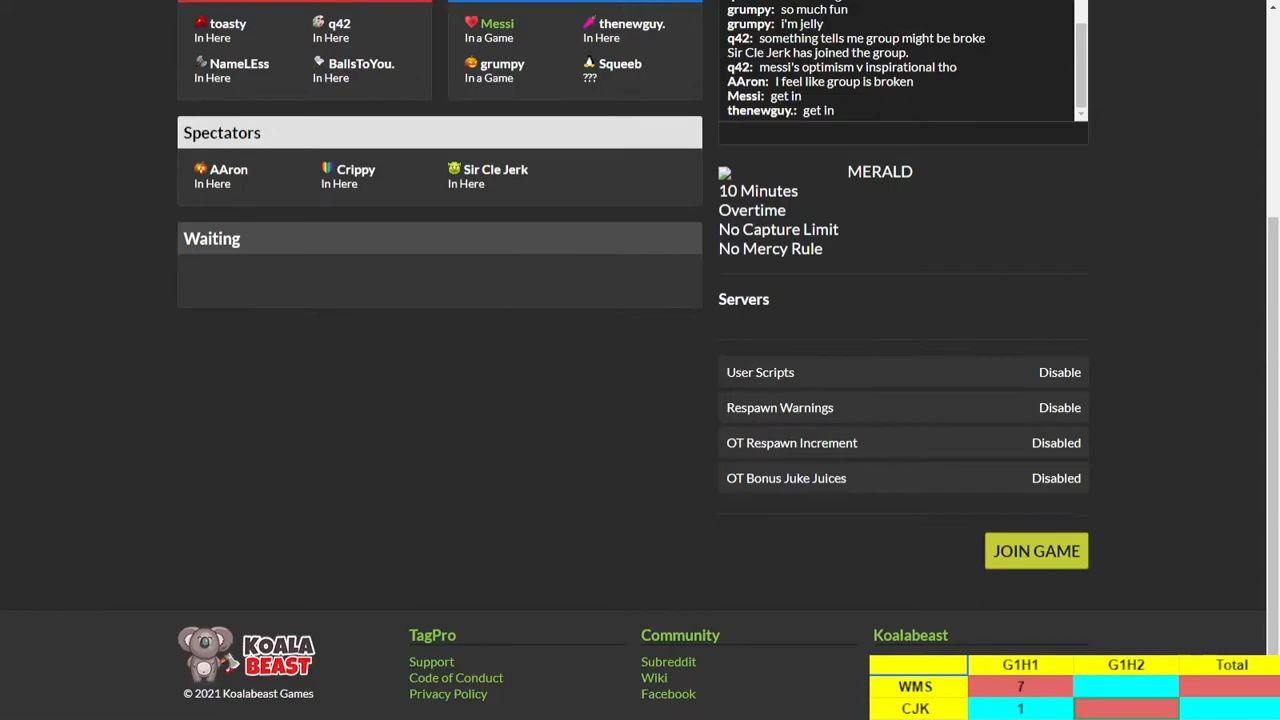 toasty
In Here
q42
In Here
NameLEss
In Here
BallsToYou.
In Here
Messi
In a Game
thenewguy.
In Here
grumpy
In a Game
Squeeb
???
Spectators
AAron
In Here
Crippy
In Here
Sir Cle Jerk
In Here
Waiting
grumpy: so much fun
grumpy: i'm jelly
q42: something tells me group might be broke
Sir Cle Jerk has joined the group.
q42: messi's optimism v inspirational tho
AAron: I feel like group is broken
Messi: get in
thenewguy.: get in
MERALD
10 Minutes
Overtime
No Capture Limit
No Mercy Rule
Servers
User Scripts Disable
Respawn Warnings Disable
OT Respawn Increment Disabled
OT Bonus Juke Juices Disabled
JOIN GAME
KOALA
BEAST
© 2021 Koalabeast Games
TagPro
Support
Code of Conduct
Privacy Policy
Community
Subreddit
Wiki
Facebook
Koalabeast
G1H1 G1H2 Total
WMS 7
CJK 1